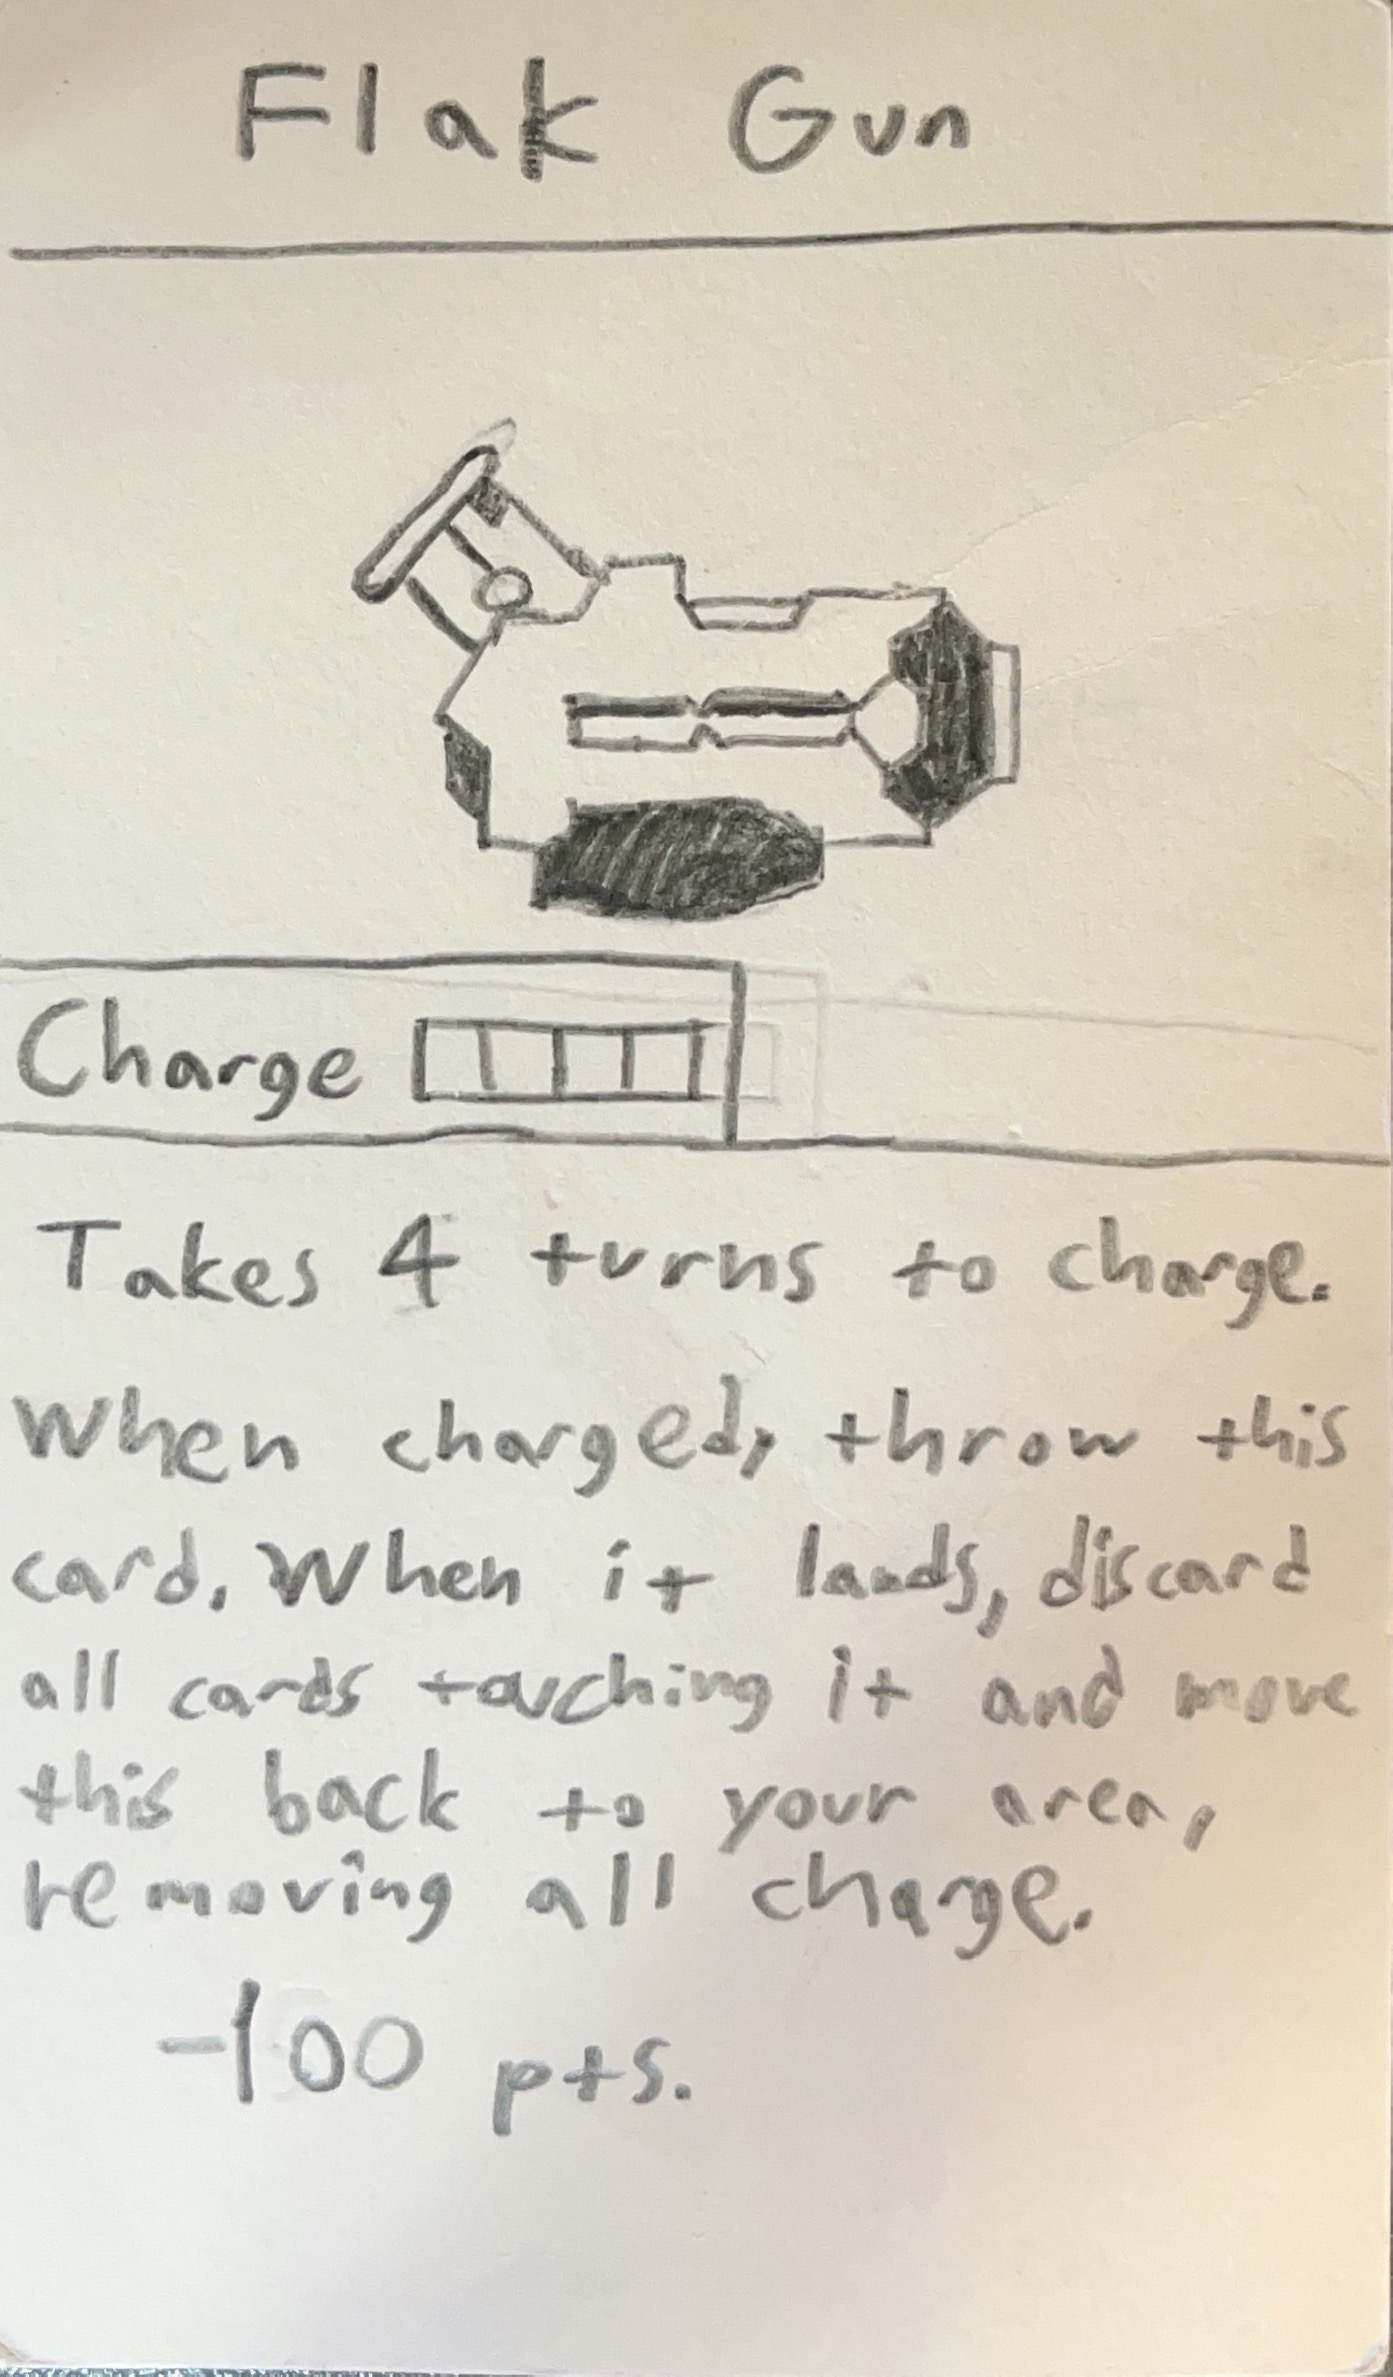 Flak Gun
Charge
Takes 4 turns to charge.
When charged, throw this
card. When it lands, discard
all cards touching it and move
this back to your area,
removing all charge.
-100 pts.